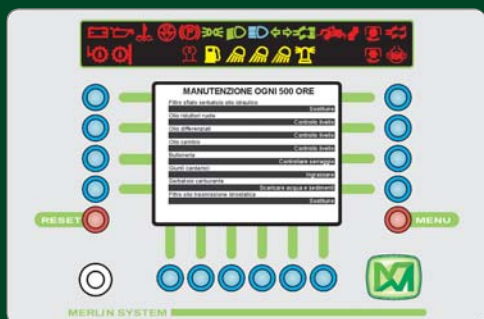 MANUTENZIONE OGNI 500 ORE
Filtro sfiato serbatoio olio idraulico
Sostituire
Olio riduttori ruote
Controllo livello
Olio differenziali
Controllo livello
Olio cambio
Controllo livello
Bulloneria
Controllare serraggio
Giunti cardanici
Ingrassare
Serbatoio carburante
Scaricare acqua e sedimenti
Filtro olio trasmissione idrostatica
Sostituire
RESET
MENU
MERLIN SYSTEM